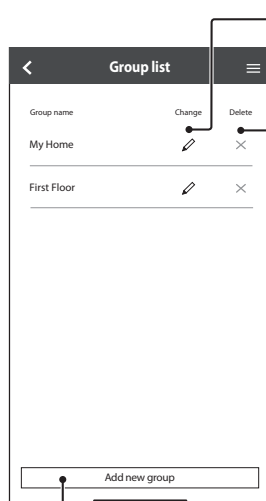 Group list
Group name Change Delete
My Home
First Floor
Add new group